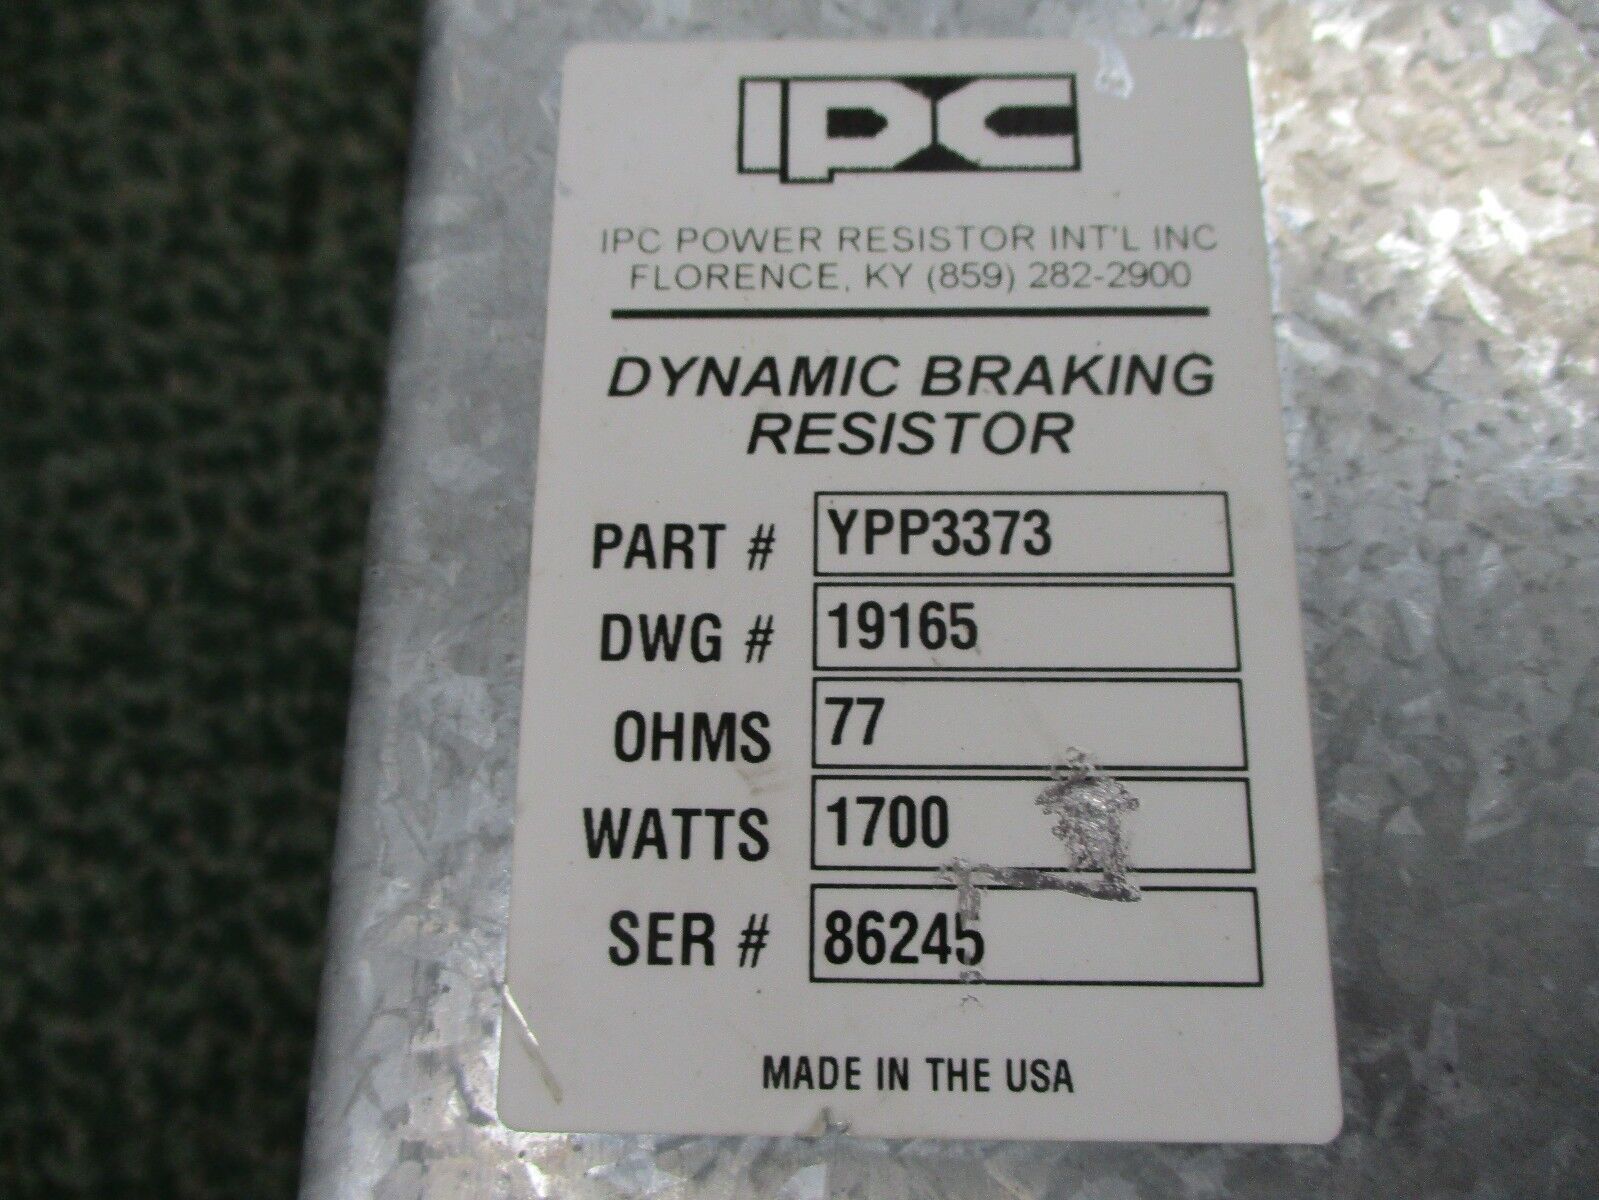 IPC
IPC POWER RESISTOR INT'L INC
FLORENCE, KY (859) 282-2900
DYNAMIC BRAKING
RESISTOR
PART # YPP3373
DWG # 19165
OHMS 77
WATTS 1700
SER # 86245
MADE IN THE USA